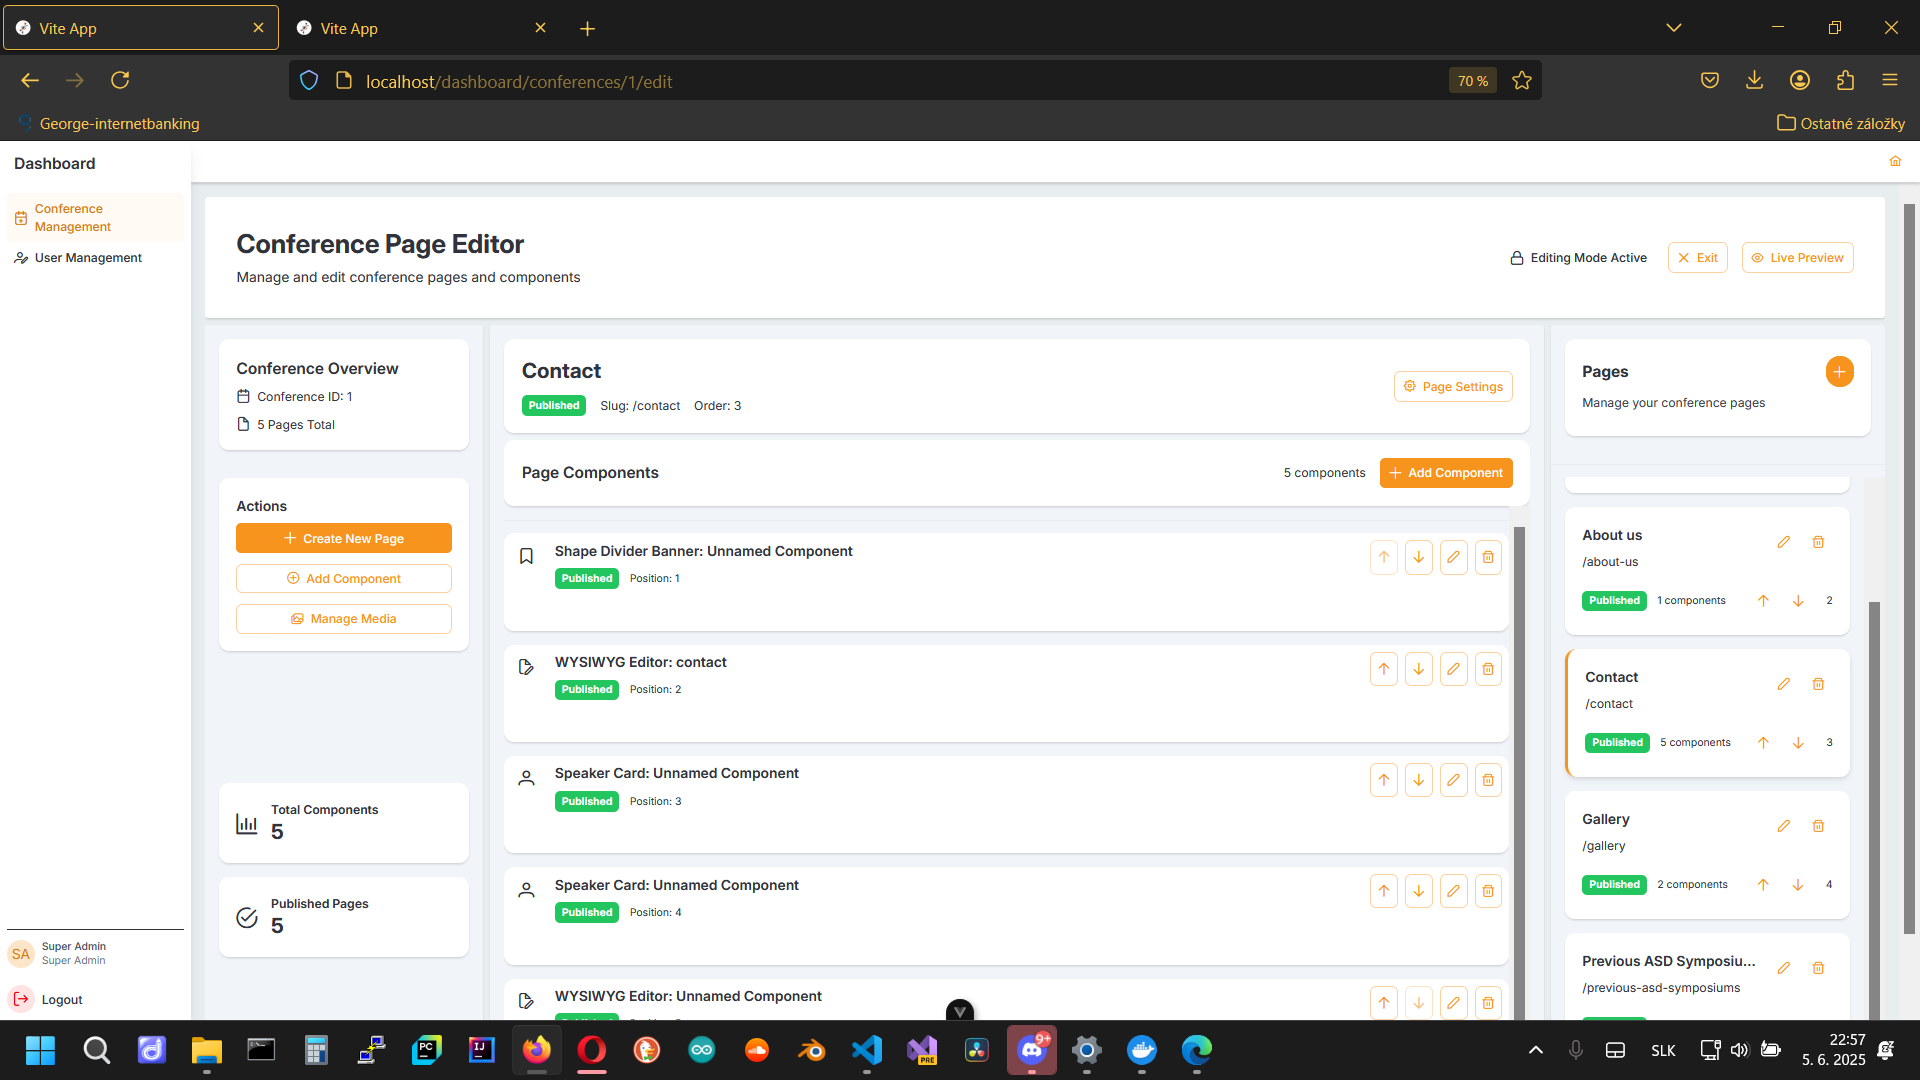 Vite App
Vite App
localhost/dashboard/conferences/1/edit
70 %
George-internetbanking
Ostatné záložky
Dashboard
Conference
Management
User Management
Conference Page Editor
Manage and edit conference pages and components
Editing Mode Active
Exit
Live Preview
Conference Overview
Conference ID: 1
5 Pages Total
Actions
Create New Page
Add Component
Manage Media
Total Components
5
Published Pages
5
Contact
Published
Slug: /contact
Order: 3
Page Settings
Page Components
5 components
Add Component
Shape Divider Banner: Unnamed Component
Published
Position: 1
WYSIWYG Editor: contact
Published
Position: 2
Speaker Card: Unnamed Component
Published
Position: 3
Speaker Card: Unnamed Component
Published
Position: 4
WYSIWYG Editor: Unnamed Component
Pages
Manage your conference pages
About us
/about-us
Published
1 components
2
Contact
/contact
Published
5 components
3
Gallery
/gallery
Published
2 components
4
Previous ASD Symposiu...
/previous-asd-symposiums
SA
Super Admin
Super Admin
Logout
PC
IJ
PRE
9+
SLK
22:57
5. 6. 2025